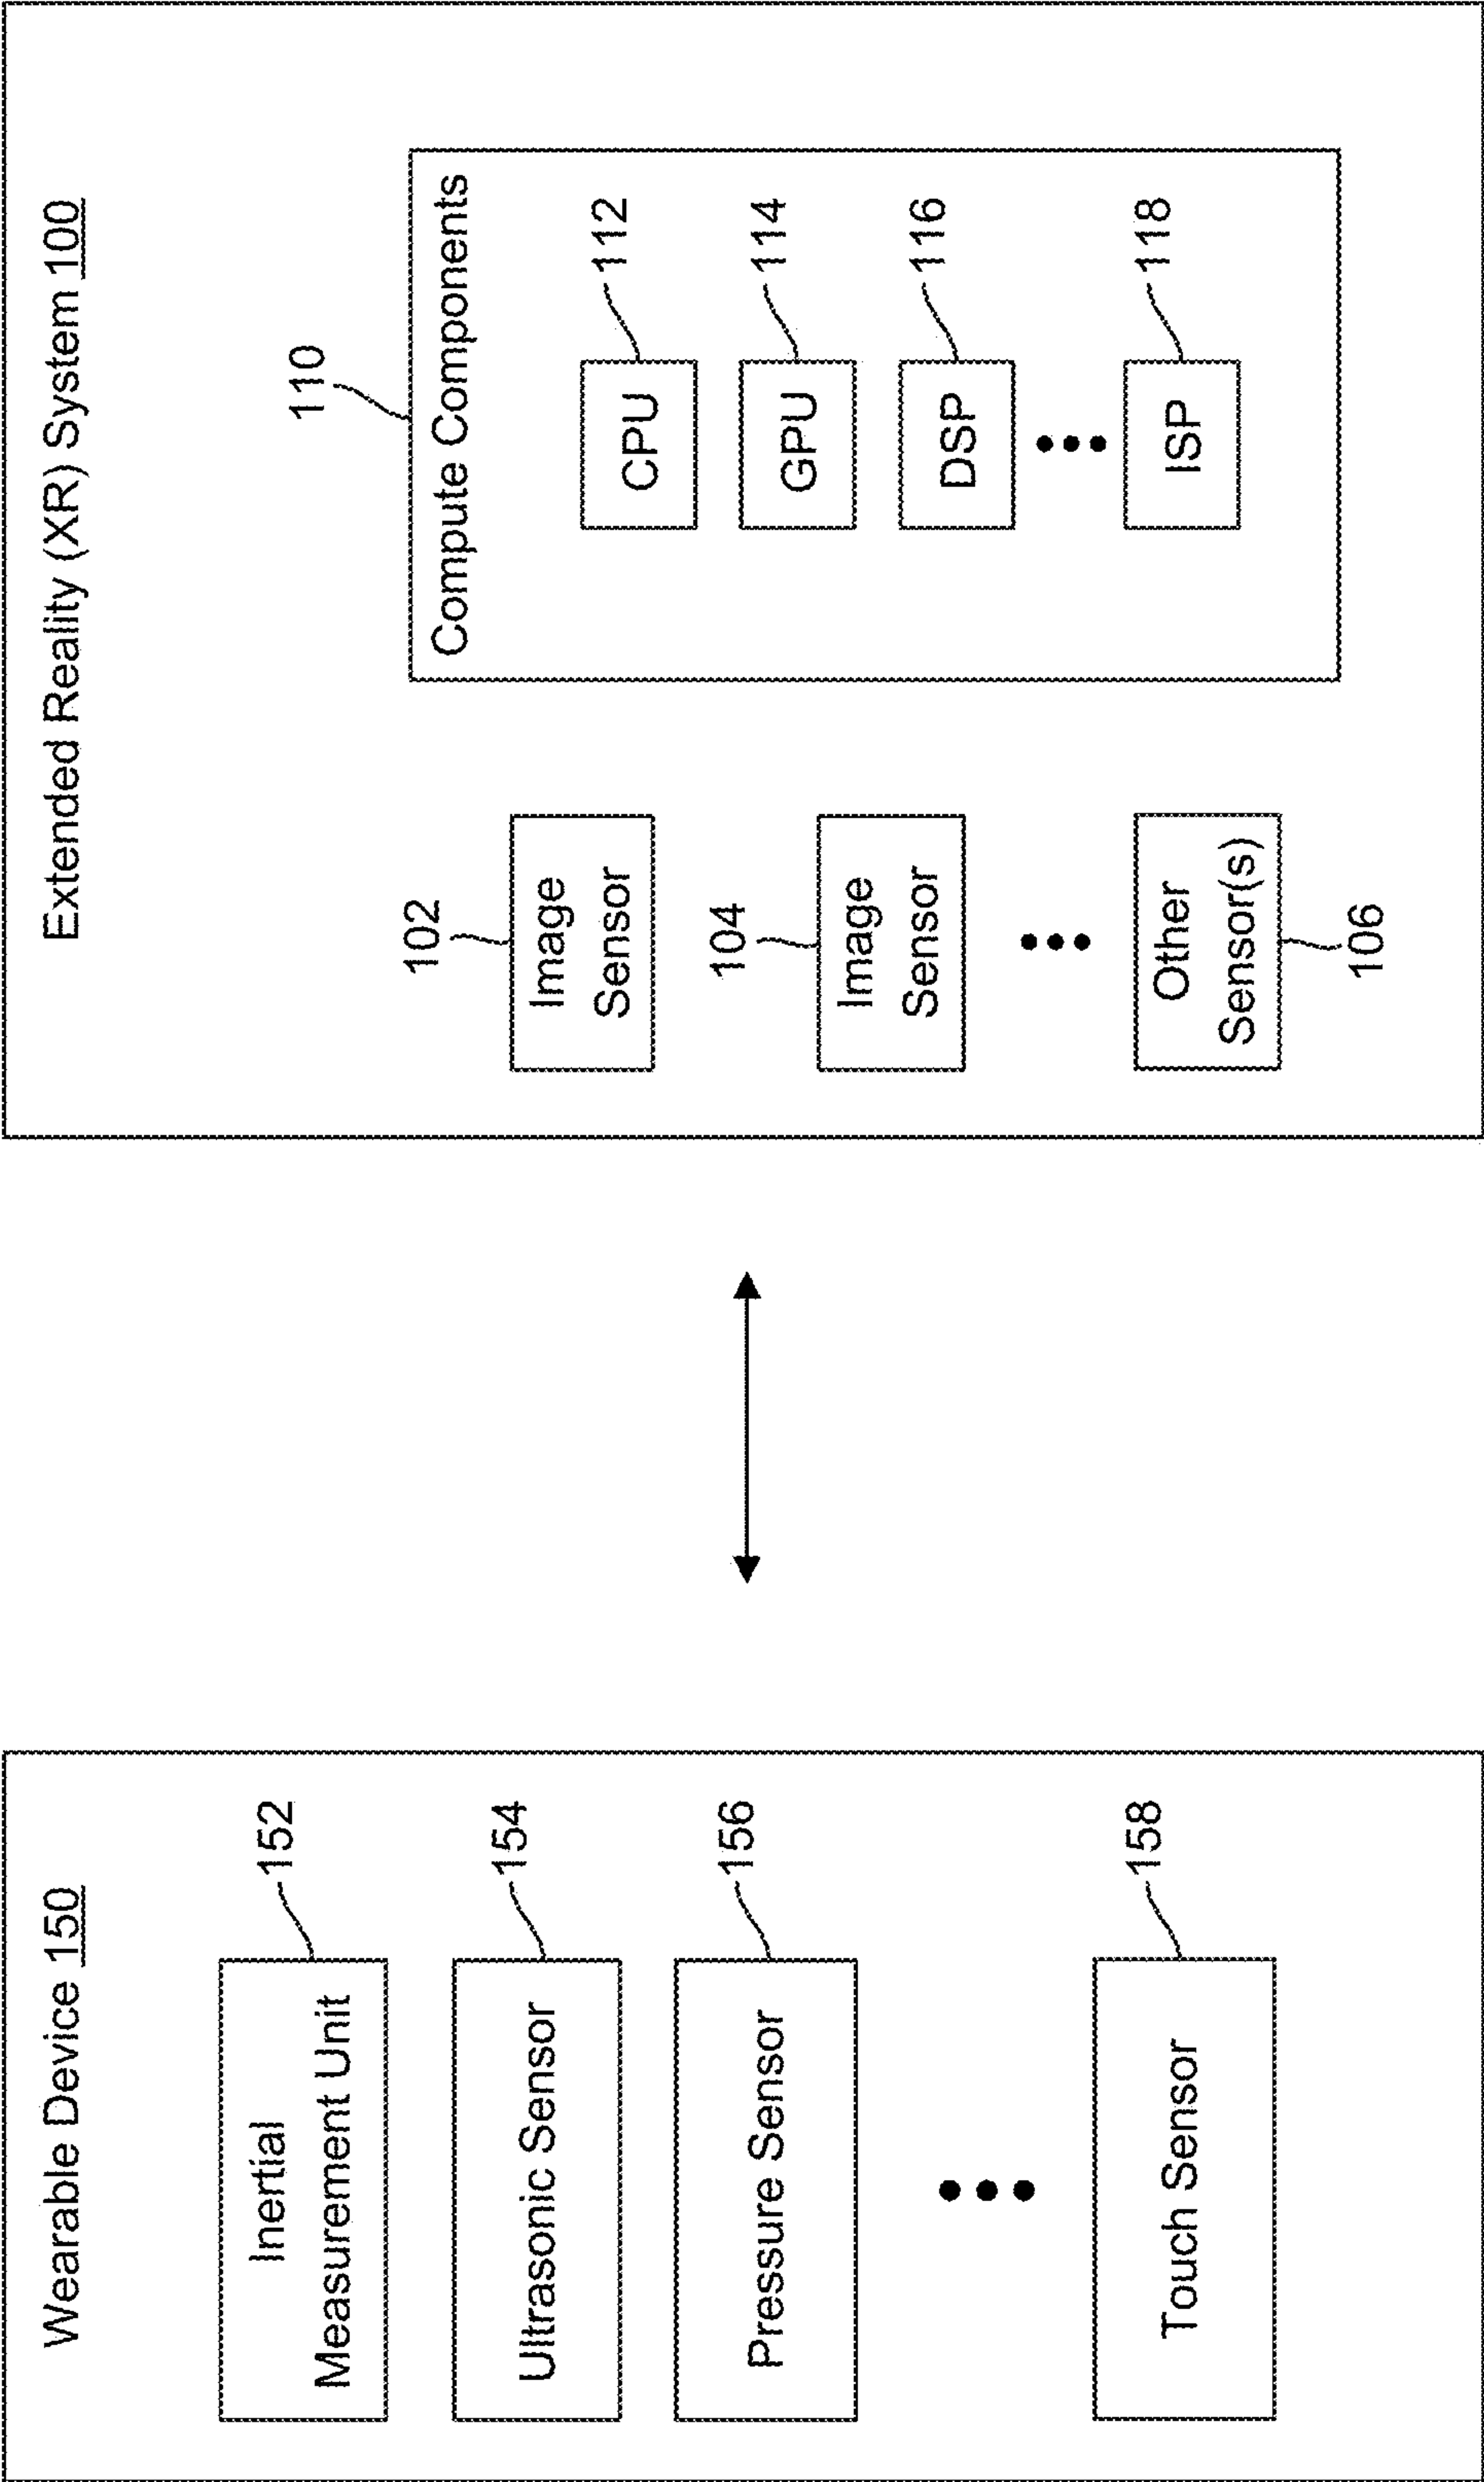 Wearable Device 150
Inertial
Measurement Unit
152
Ultrasonic Sensor
154
Pressure Sensor
156
Touch Sensor
158
Extended Reality (XR) System 100
102
Image
Sensor
104
Image
Sensor
Other
Sensor(s)
106
110
Compute Components
CPU
112
GPU
114
DSP
116
ISP
118